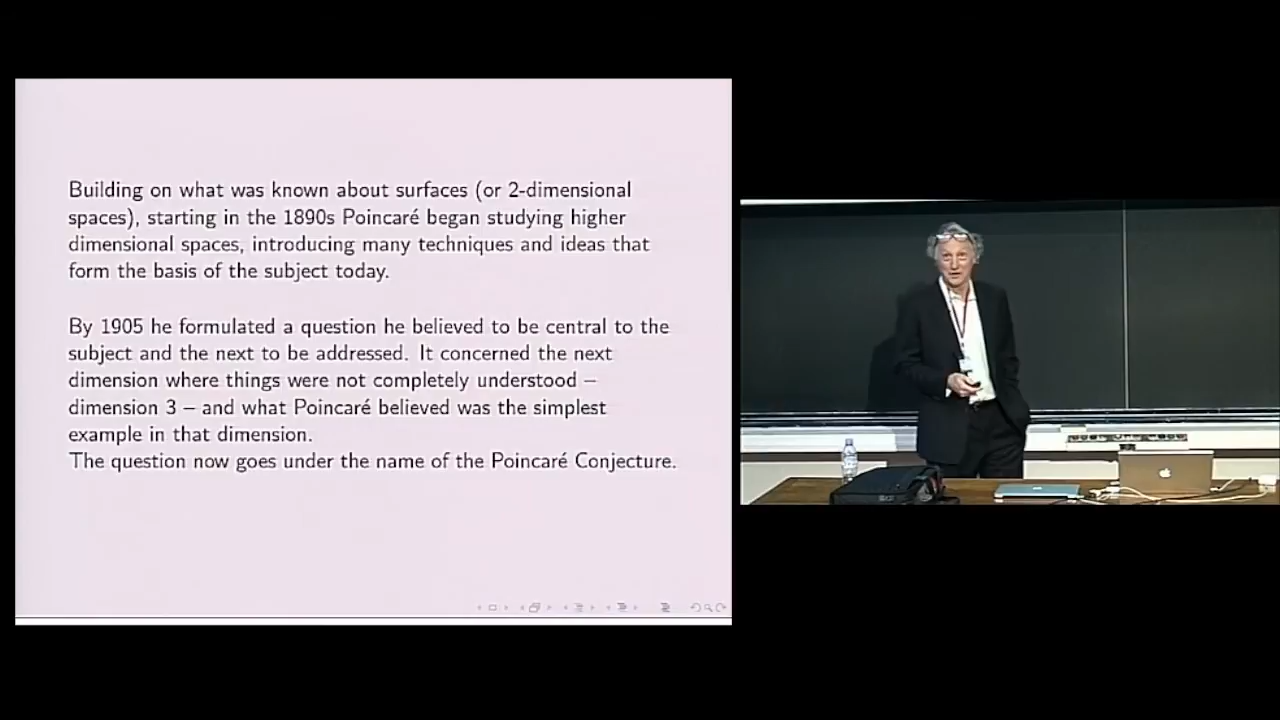 Building on what was known about surfaces (or 2-dimensional
spaces), starting in the 1890s Poincaré began studying higher
dimensional spaces, introducing many techniques and ideas that
form the basis of the subject today.
By 1905 he formulated a question he believed to be central to the
subject and the next to be addressed. It concerned the next
dimension where things were not completely understood –
dimension 3 – and what Poincaré believed was the simplest
example in that dimension.
The question now goes under the name of the Poincaré Conjecture.